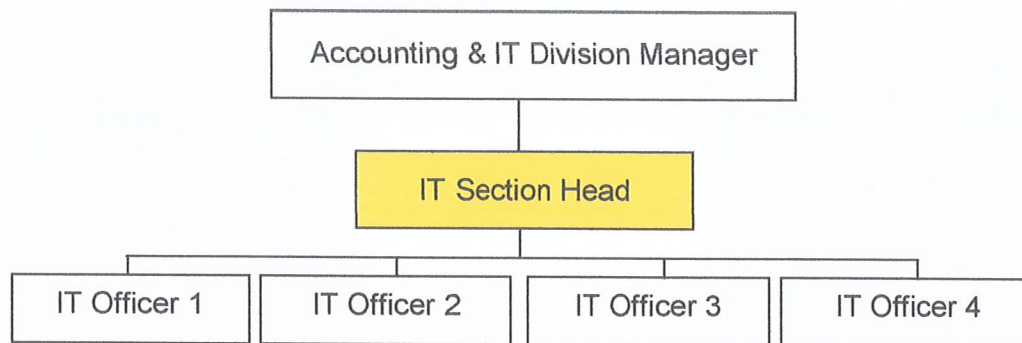 Accounting & IT Division Manager
IT Section Head
IT Officer 1
IT Officer 2
IT Officer 3
IT Officer 4